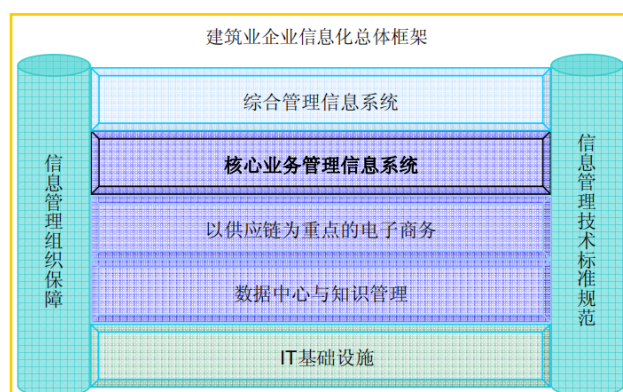 建筑业企业信息化总体框架
综合管理信息系统
核心业务管理信息系统
以供应链为重点的电子商务
数据中心与知识管理
IT基础设施
信息管理组织保障
信息管理技术标准规范